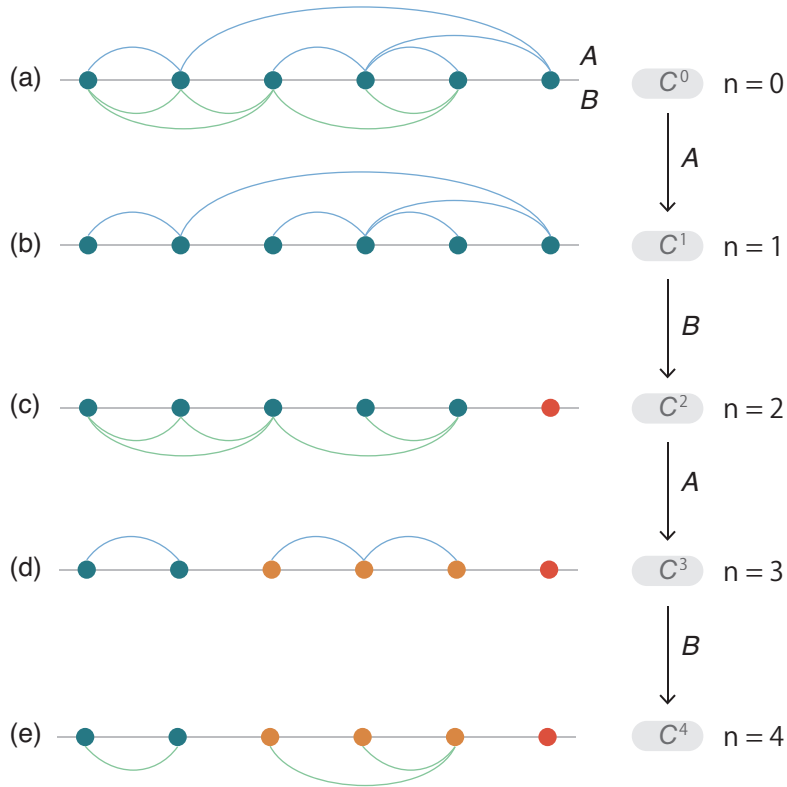 (a) A B C⁰ n = 0
A
(b) C¹ n = 1
B
(c) C² n = 2
A
(d) C³ n = 3
B
(e) C⁴ n = 4